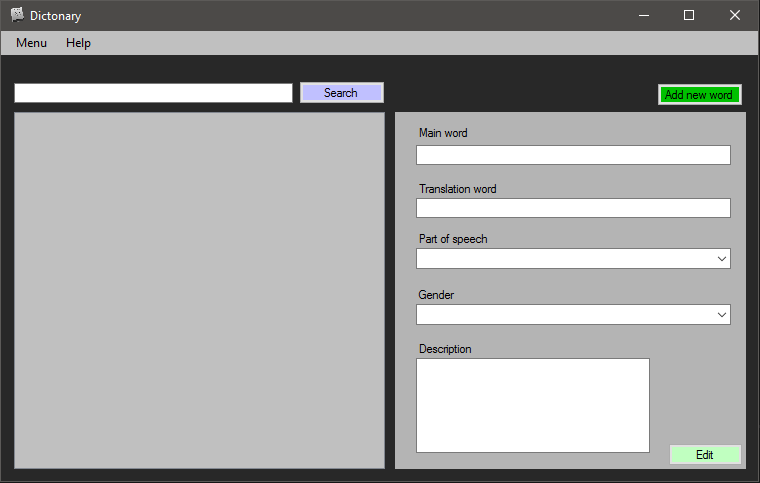 Dictonary
Menu Help
Search
Add new word
Main word
Translation word
Part of speech
Gender
Description
Edit